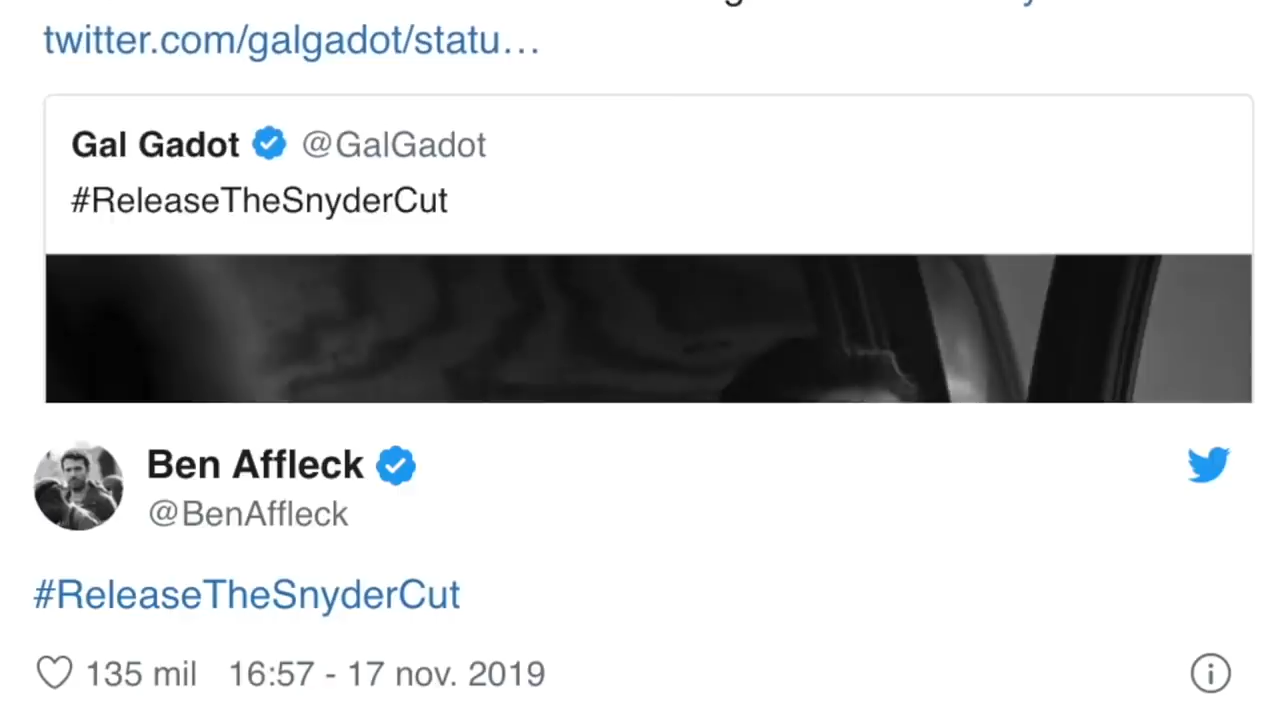 twitter.com/galgadot/statu…
Gal Gadot @GalGadot
#ReleaseTheSnyderCut
Ben Affleck
@BenAffleck
#ReleaseTheSnyderCut
135 mil 16:57 - 17 nov. 2019